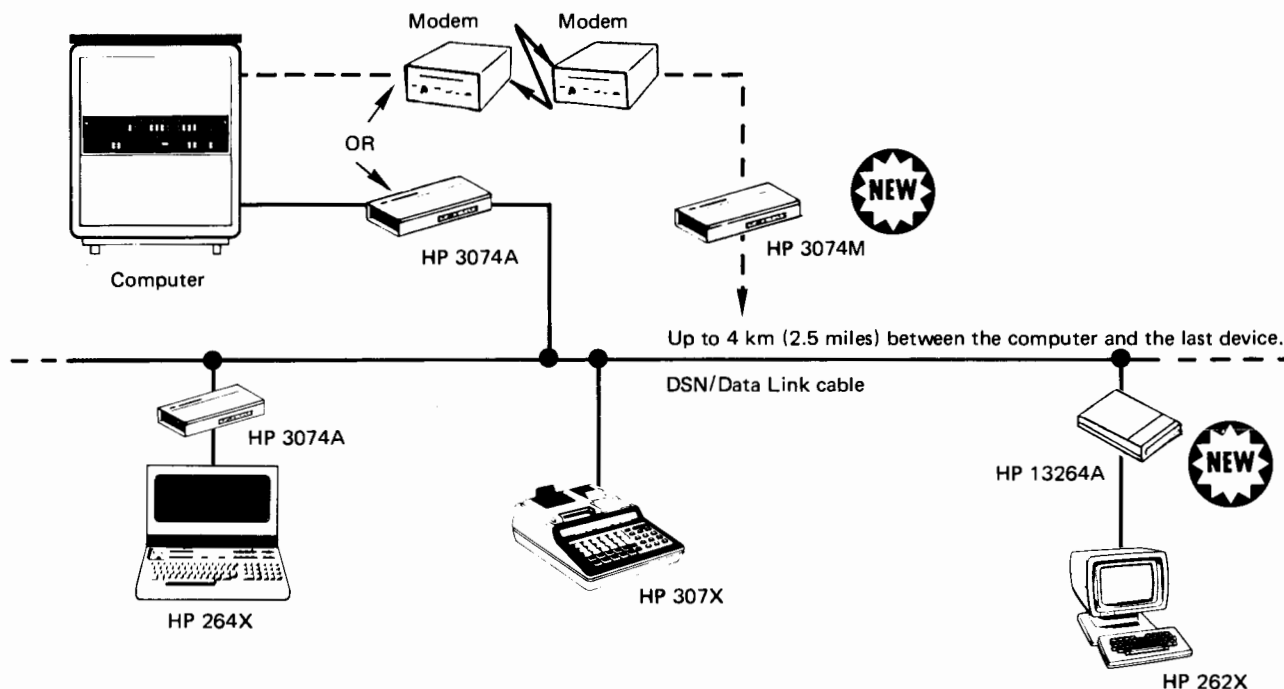 Modem
Modem
OR
NEW
HP 3074A
HP 3074M
Computer
Up to 4 km (2.5 miles) between the computer and the last device.
DSN/Data Link cable
HP 3074A
HP 13264A
NEW
HP 264X
HP 307X
HP 262X